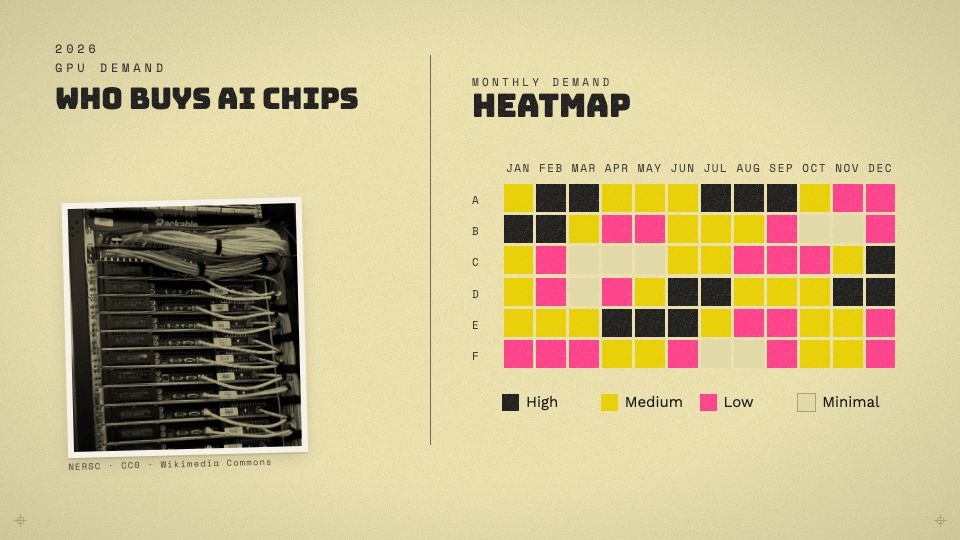 2026
GPU DEMAND
WHO BUYS AI CHIPS
Rackable
NERSC · CC0 · Wikimedia Commons
MONTHLY DEMAND
HEATMAP
JAN FEB MAR APR MAY JUN JUL AUG SEP OCT NOV DEC
A
B
C
D
E
F
High Medium Low Minimal